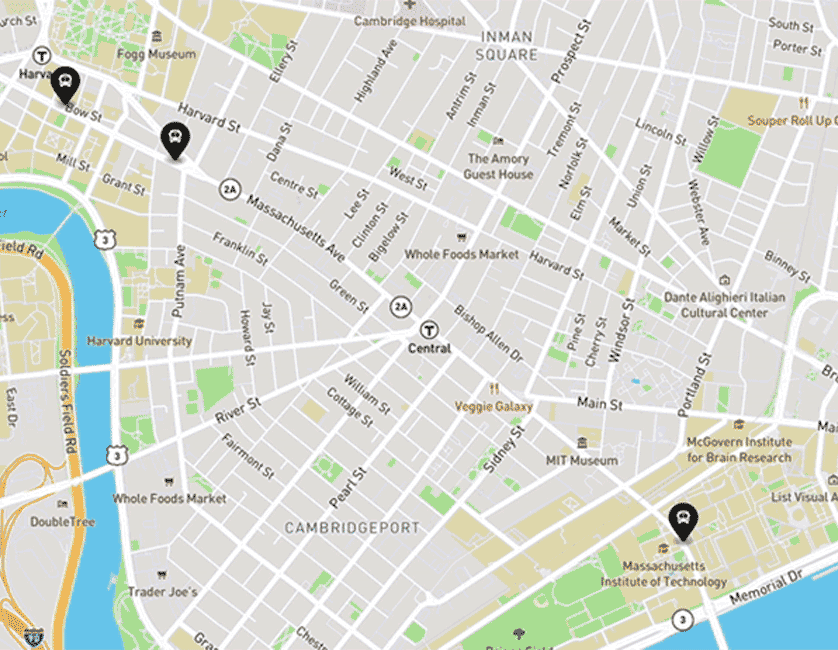 Cambridge Hospital
South St
Porter St
INMAN
SQUARE
Prospect St
Fogg Museum
Ellery St
Highland Ave
T
Antrim St
Inman St
Bow St
Harvard St
Souper Roll Up
Tremont St
Lincoln St
Willow St
Dana St
The Amory
Guest House
Norfolk St
Mill St
Grant St
2A
Centre St
West St
Elm St
Union St
Webster Ave
Massachusetts Ave
Lee St
Clinton St
Bigelow St
Market St
3
Franklin St
Whole Foods Market
Harvard St
Binney St
Putnam Ave
Green St
2A
Dante Alighieri Italian
Cultural Center
T
Central
Bishop Allen Dr
Harvard University
Jay St
Howard St
Pine St
Cherry St
Windsor St
Soldiers Field Rd
East Dr
William St
Cottage St
Veggie Galaxy
Main St
Portland St
River St
McGovern Institute
for Brain Research
3
Fairmont St
Sidney St
MIT Museum
Pearl St
Whole Foods Market
List Visual
DoubleTree
CAMBRIDGEPORT
Massachusetts
Institute of Technology
Trader Joe's
Memorial Dr
3